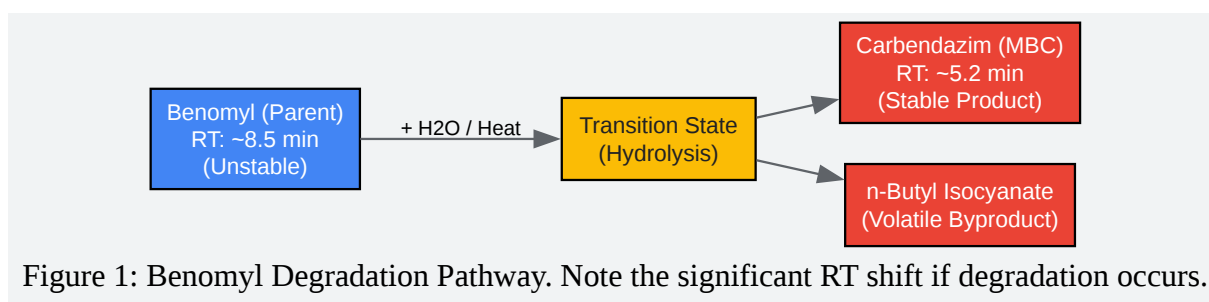 Benomyl (Parent)
RT: ~8.5 min
(Unstable)
+ H2O / Heat
Transition State
(Hydrolysis)
Carbendazim (MBC)
RT: ~5.2 min
(Stable Product)
n-Butyl Isocyanate
(Volatile Byproduct)
Figure 1: Benomyl Degradation Pathway. Note the significant RT shift if degradation occurs.